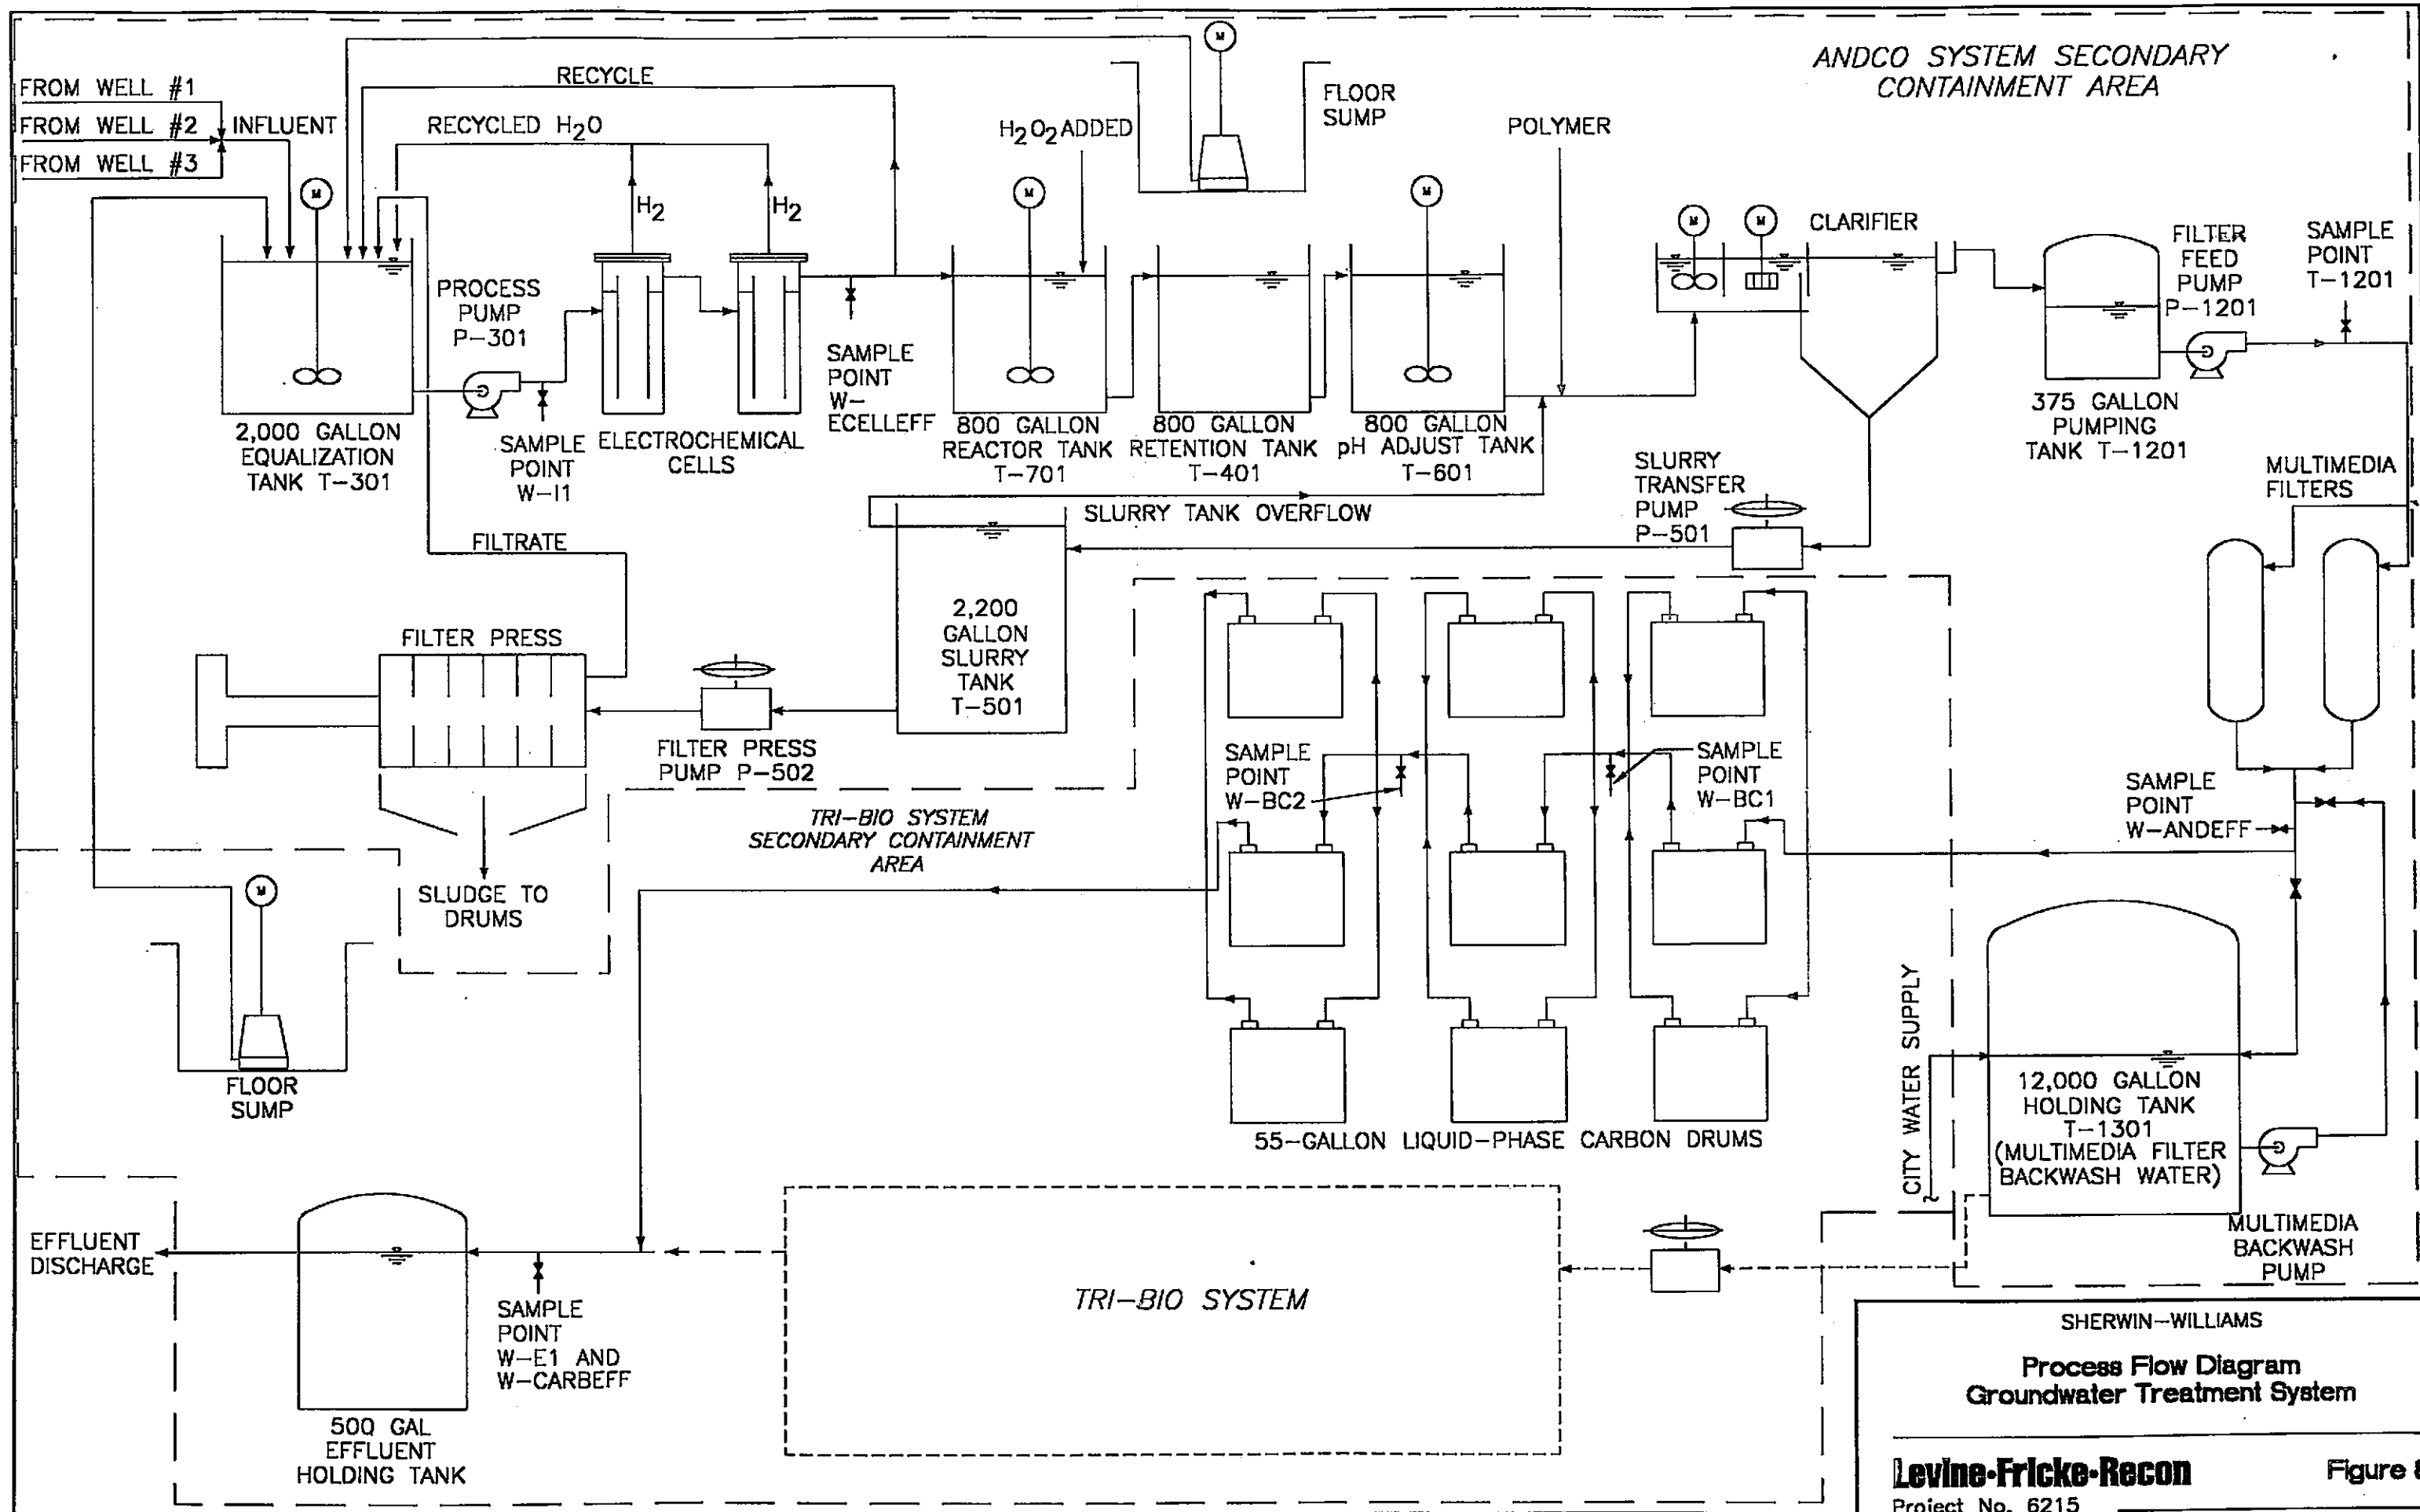 ANDCO SYSTEM SECONDARY
CONTAINMENT AREA
FROM WELL #1
FROM WELL #2
FROM WELL #3
INFLUENT
RECYCLE
RECYCLED H2O
H2
H2
H2O2 ADDED
M
FLOOR
SUMP
POLYMER
M
M
M
M
M
CLARIFIER
FILTER
FEED
PUMP
P-1201
SAMPLE
POINT
T-1201
PROCESS
PUMP
P-301
2,000 GALLON
EQUALIZATION
TANK T-301
SAMPLE
POINT
W-I1
ELECTROCHEMICAL
CELLS
SAMPLE
POINT
W-
ECELLEFF
800 GALLON
REACTOR TANK
T-701
800 GALLON
RETENTION TANK
T-401
800 GALLON
pH ADJUST TANK
T-601
375 GALLON
PUMPING
TANK T-1201
SLURRY
TRANSFER
PUMP
P-501
MULTIMEDIA
FILTERS
SLURRY TANK OVERFLOW
FILTRATE
2,200
GALLON
SLURRY
TANK
T-501
FILTER PRESS
FILTER PRESS
PUMP P-502
SAMPLE
POINT
W-BC2
SAMPLE
POINT
W-BC1
SAMPLE
POINT
W-ANDEFF
TRI-BIO SYSTEM
SECONDARY CONTAINMENT
AREA
SLUDGE TO
DRUMS
M
FLOOR
SUMP
55-GALLON LIQUID-PHASE CARBON DRUMS
CITY WATER SUPPLY
12,000 GALLON
HOLDING TANK
T-1301
(MULTIMEDIA FILTER
BACKWASH WATER)
MULTIMEDIA
BACKWASH
PUMP
EFFLUENT
DISCHARGE
SAMPLE
POINT
W-E1 AND
W-CARBEFF
500 GAL
EFFLUENT
HOLDING TANK
TRI-BIO SYSTEM
SHERWIN-WILLIAMS
Process Flow Diagram
Groundwater Treatment System
Levine•Fricke•Recon
Figure
Project No. 6215